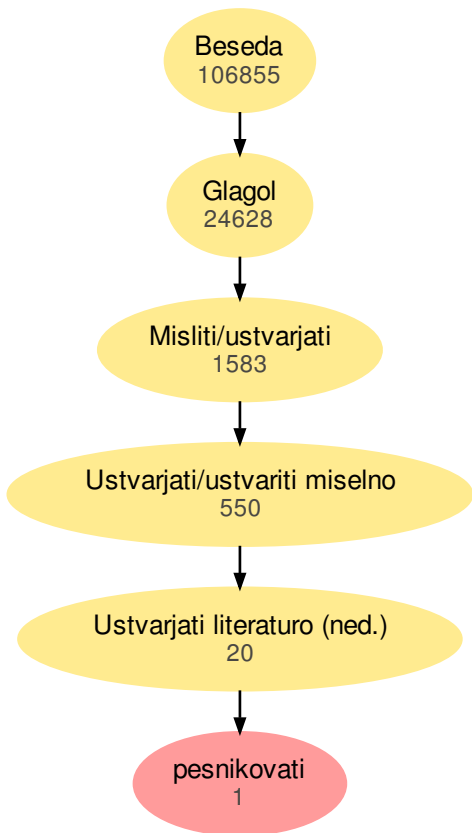 Beseda
106855
Glagol
24628
Misliti/ustvarjati
1583
Ustvarjati/ustvariti miselno
550
Ustvarjati literaturo (ned.)
20
pesnikovati
1